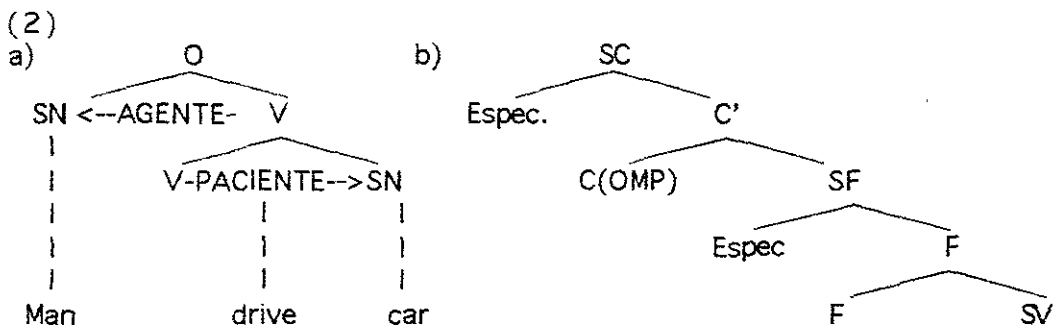 (2)
a) O b) SC
SN <--AGENTE- V Espec. C'
V-PACIENTE-->SN C(OMP) SF
Espec F
Man drive car F SV